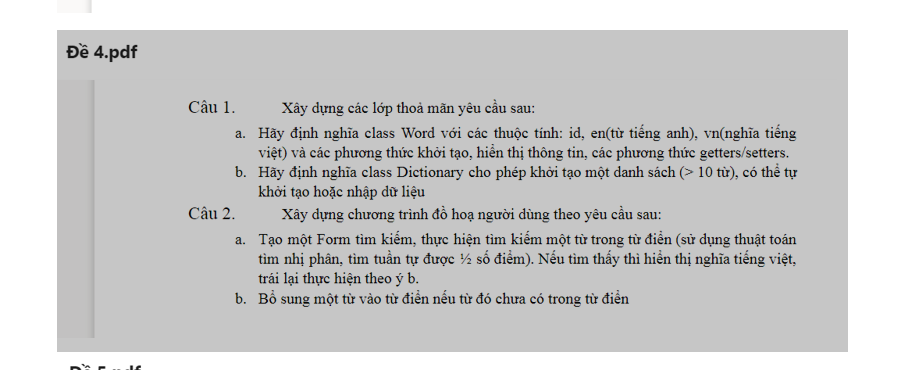 Đề 4.pdf
Câu 1. Xây dựng các lớp thoả mãn yêu cầu sau:
a. Hãy định nghĩa class Word với các thuộc tính: id, en(từ tiếng anh), vn(nghĩa tiếng
việt) và các phương thức khởi tạo, hiển thị thông tin, các phương thức getters/setters.
b. Hãy định nghĩa class Dictionary cho phép khởi tạo một danh sách (> 10 từ), có thể tự
khởi tạo hoặc nhập dữ liệu
Câu 2. Xây dựng chương trình đồ hoạ người dùng theo yêu cầu sau:
a. Tạo một Form tìm kiếm, thực hiện tìm kiếm một từ trong từ điển (sử dụng thuật toán
tìm nhị phân, tìm tuần tự được ½ số điểm). Nếu tìm thấy thì hiển thị nghĩa tiếng việt,
trái lại thực hiện theo ý b.
b. Bổ sung một từ vào từ điển nếu từ đó chưa có trong từ điển